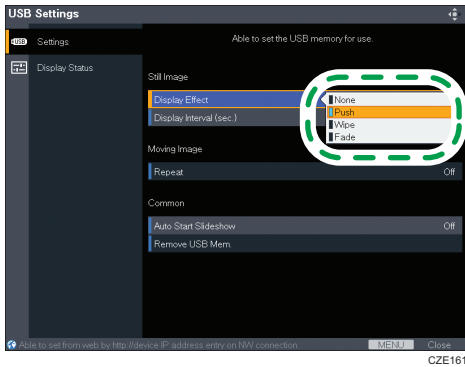 USB Settings
USB Settings
Able to set the USB memory for use.
Display Status
Still Image
Display Effect
None
Push
Display Interval (sec.)
Wipe
Fade
Moving Image
Repeat Off
Common
Auto Start Slideshow Off
Remove USB Mem.
Able to set from web by http://device IP address entry on NW connection. MENU Close
CZE161